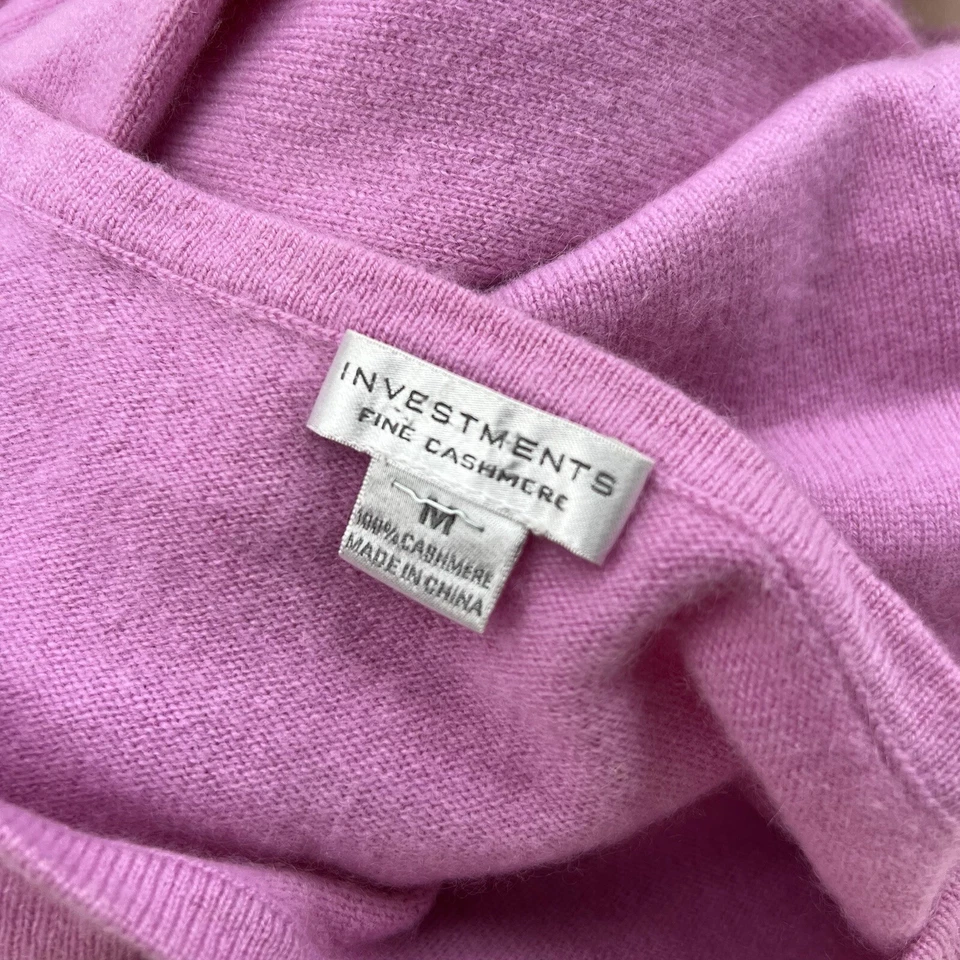 INVESTMENTS
FINE CASHMERE
M
100% CASHMERE
MADE IN CHINA